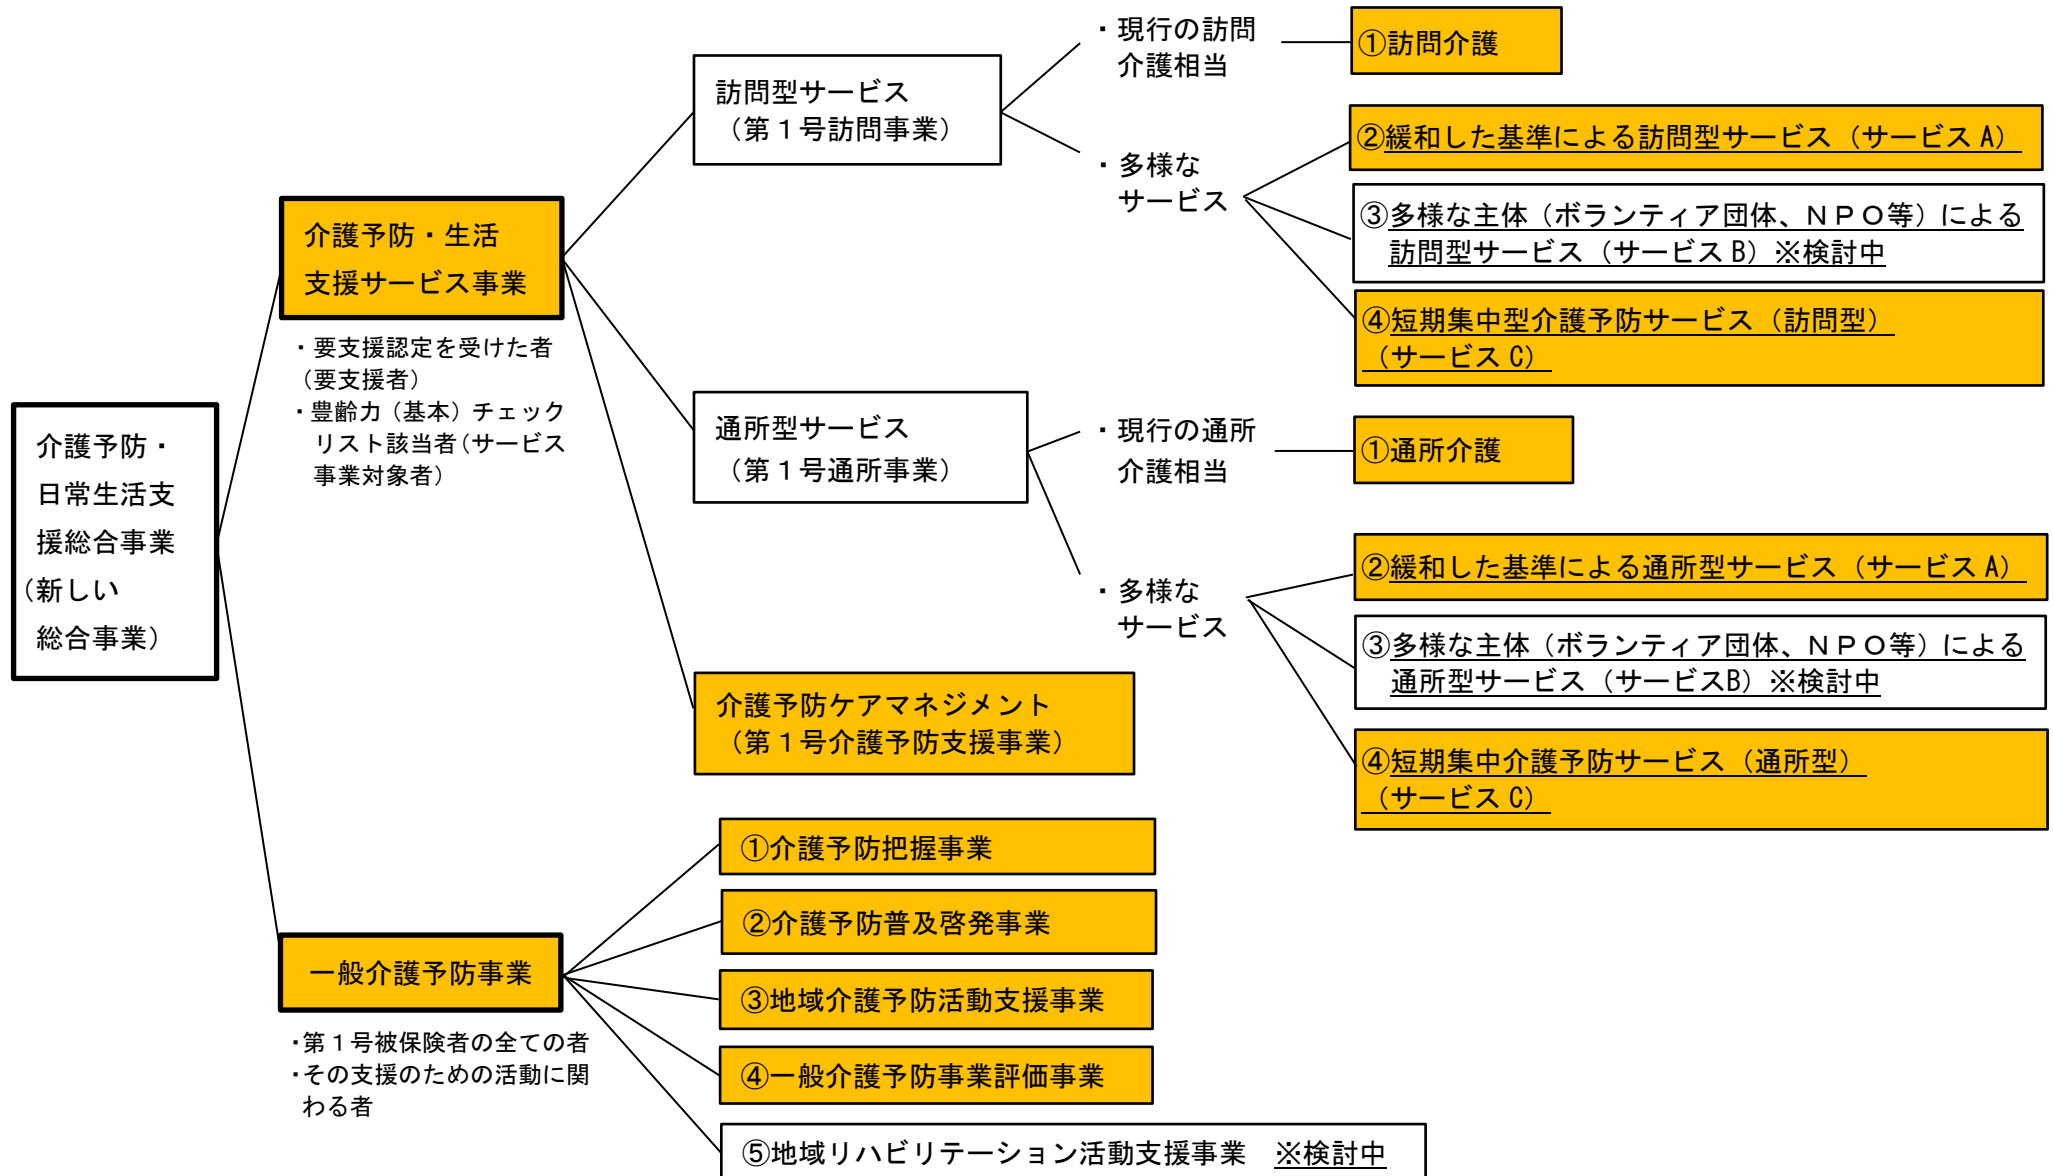 介護予防・
日常生活支
援総合事業
（新しい
総合事業）
介護予防・生活
支援サービス事業
・要支援認定を受けた者
（要支援者）
・豊齢力（基本）チェック
リスト該当者（サービス
事業対象者）
訪問型サービス
（第１号訪問事業）
・現行の訪問
介護相当
①訪問介護
・多様な
サービス
②緩和した基準による訪問型サービス（サービス A）
③多様な主体（ボランティア団体、ＮＰＯ等）による
訪問型サービス（サービス B）※検討中
④短期集中型介護予防サービス（訪問型）
（サービス C）
通所型サービス
（第１号通所事業）
・現行の通所
介護相当
①通所介護
・多様な
サービス
②緩和した基準による通所型サービス（サービス A）
③多様な主体（ボランティア団体、ＮＰＯ等）による
通所型サービス（サービスB）※検討中
④短期集中介護予防サービス（通所型）
（サービス C）
介護予防ケアマネジメント
（第１号介護予防支援事業）
一般介護予防事業
・第１号被保険者の全ての者
・その支援のための活動に関
わる者
①介護予防把握事業
②介護予防普及啓発事業
③地域介護予防活動支援事業
④一般介護予防事業評価事業
⑤地域リハビリテーション活動支援事業　※検討中